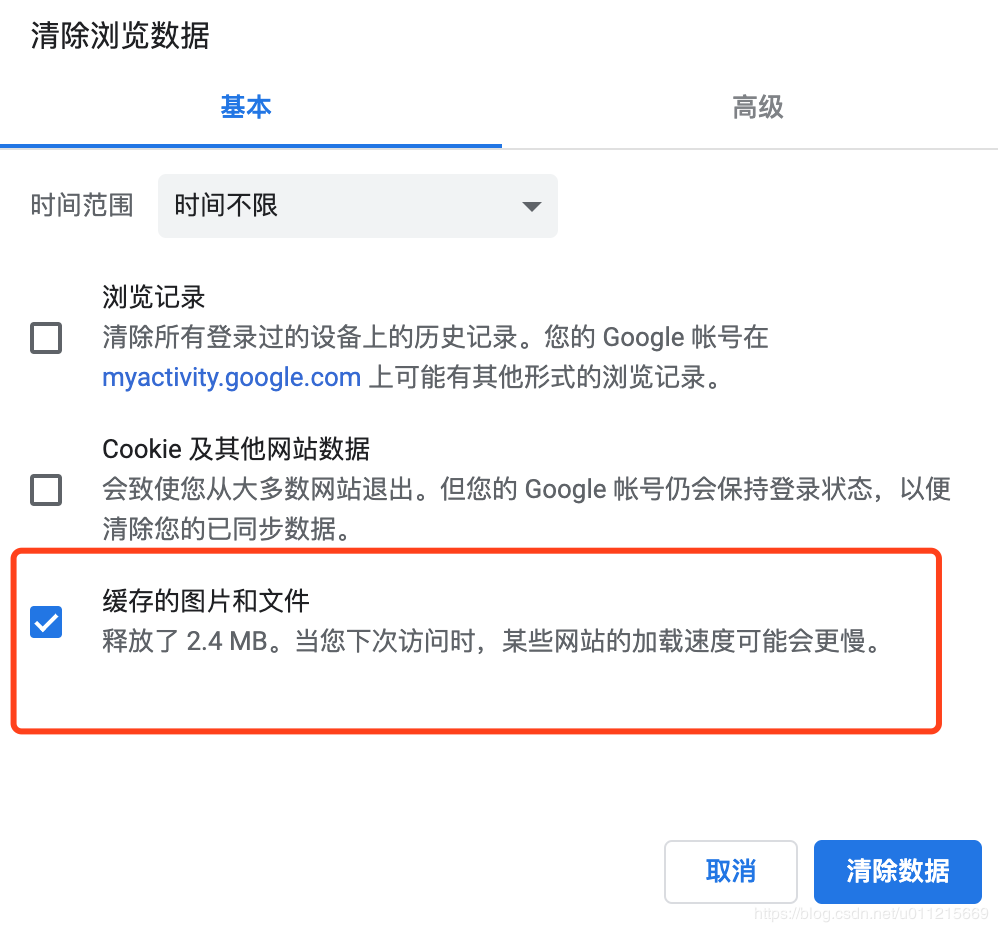 清除浏览数据
基本
高级
时间范围
时间不限
浏览记录
清除所有登录过的设备上的历史记录。您的 Google 帐号在
myactivity.google.com 上可能有其他形式的浏览记录。
Cookie 及其他网站数据
会致使您从大多数网站退出。但您的 Google 帐号仍会保持登录状态，以便
清除您的已同步数据。
缓存的图片和文件
释放了 2.4 MB。当您下次访问时，某些网站的加载速度可能会更慢。
取消
清除数据
https://blog.csdn.net/u011215669